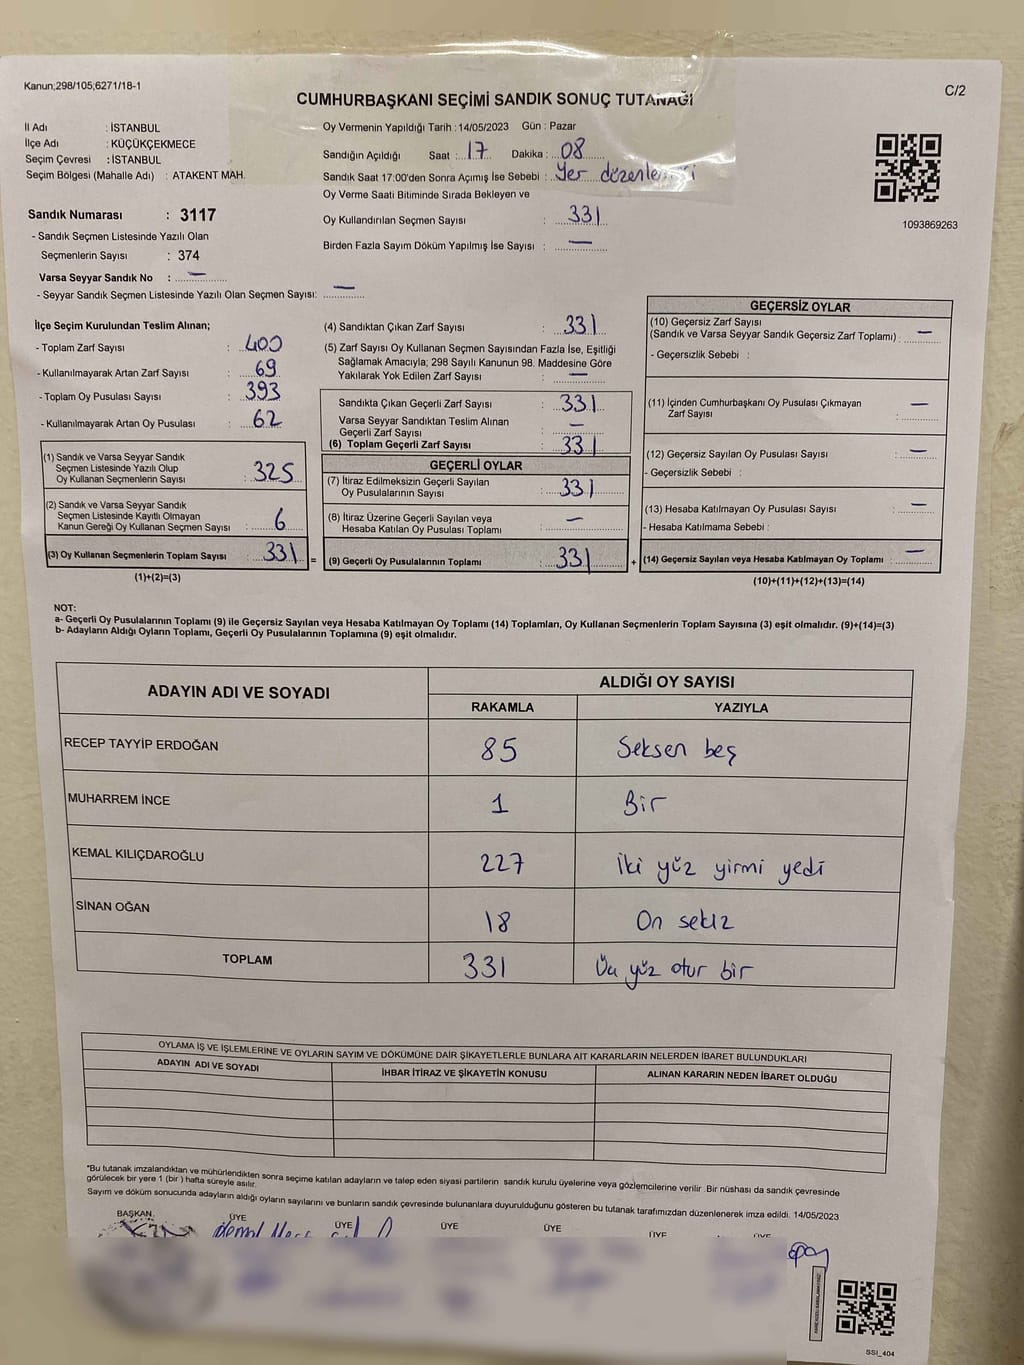 Kanun;298/105;6271/18-1
C/2
CUMHURBAŞKANI SEÇİMİ SANDIK SONUÇ TUTANAĞI
İl Adı : İSTANBUL
İlçe Adı : KÜÇÜKÇEKMECE
Seçim Çevresi : İSTANBUL
Seçim Bölgesi (Mahalle Adı) : ATAKENT MAH.
Oy Vermenin Yapıldığı Tarih : 14/05/2023 Gün : Pazar
Sandığın Açıldığı Saat : 17 Dakika : 08
Sandık Saat 17:00'den Sonra Açımış İse Sebebi : Yer
Oy Verme Saati Bitiminde Sırada Bekleyen ve
Oy Kullandırılan Seçmen Sayısı : 331
Birden Fazla Sayım Döküm Yapılmış İse Sayısı : —
1093869263
Sandık Numarası : 3117
- Sandık Seçmen Listesinde Yazılı Olan
Seçmenlerin Sayısı : 374
Varsa Seyyar Sandık No : —
- Seyyar Sandık Seçmen Listesinde Yazılı Olan Seçmen Sayısı: —
İlçe Seçim Kurulundan Teslim Alınan;
- Toplam Zarf Sayısı : 400
- Kullanılmayarak Artan Zarf Sayısı : 69
- Toplam Oy Pusulası Sayısı : 393
- Kullanılmayarak Artan Oy Pusulası : 62
(1) Sandık ve Varsa Seyyar Sandık
Seçmen Listesinde Yazılı Olup
Oy Kullanan Seçmenlerin Sayısı : 325
(2) Sandık ve Varsa Seyyar Sandık
Seçmen Listesinde Kayıtlı Olmayan
Kanun Gereği Oy Kullanan Seçmen Sayısı : 6
(3) Oy Kullanan Seçmenlerin Toplam Sayısı : 331 =
(1)+(2)=(3)
(4) Sandıktan Çıkan Zarf Sayısı : 331
(5) Zarf Sayısı Oy Kullanan Seçmen Sayısından Fazla İse, Eşitliği
Sağlamak Amacıyla; 298 Sayılı Kanunun 98. Maddesine Göre
Yakılarak Yok Edilen Zarf Sayısı : —
Sandıkta Çıkan Geçerli Zarf Sayısı : 331
Varsa Seyyar Sandıktan Teslim Alınan
Geçerli Zarf Sayısı : —
(6) Toplam Geçerli Zarf Sayısı : 331
GEÇERLİ OYLAR
(7) İtiraz Edilmeksizin Geçerli Sayılan
Oy Pusulalarının Sayısı : 331
(8) İtiraz Üzerine Geçerli Sayılan veya
Hesaba Katılan Oy Pusulası Toplamı : —
(9) Geçerli Oy Pusulalarının Toplamı : 331 +
GEÇERSİZ OYLAR
(10) Geçersiz Zarf Sayısı
(Sandık ve Varsa Seyyar Sandık Geçersiz Zarf Toplamı) : —
- Geçersizlik Sebebi :
(11) İçinden Cumhurbaşkanı Oy Pusulası Çıkmayan
Zarf Sayısı : —
(12) Geçersiz Sayılan Oy Pusulası Sayısı : —
- Geçersizlik Sebebi :
(13) Hesaba Katılmayan Oy Pusulası Sayısı : —
- Hesaba Katılmama Sebebi :
(14) Geçersiz Sayılan veya Hesaba Katılmayan Oy Toplamı : —
(10)+(11)+(12)+(13)=(14)
NOT:
a- Geçerli Oy Pusulalarının Toplamı (9) ile Geçersiz Sayılan veya Hesaba Katılmayan Oy Toplamı (14) Toplamları, Oy Kullanan Seçmenlerin Toplam Sayısına (3) eşit olmalıdır. (9)+(14)=(3)
b- Adayların Aldığı Oyların Toplamı, Geçerli Oy Pusulalarının Toplamına (9) eşit olmalıdır.
ADAYIN ADI VE SOYADI ALDIĞI OY SAYISI
RAKAMLA YAZIYLA
RECEP TAYYİP ERDOĞAN 85 Seksen beş
MUHARREM İNCE 1 Bir
KEMAL KILIÇDAROĞLU 227 İki yüz yirmi yedi
SİNAN OĞAN 18 On sekiz
TOPLAM 331 Üç yüz otur bir
OYLAMA İŞ VE İŞLEMLERİNE VE OYLARIN SAYIM VE DÖKÜMÜNE DAİR ŞİKAYETLERLE BUNLARA AİT KARARLARIN NELERDEN İBARET BULUNDUKLARI
ADAYIN ADI VE SOYADI İHBAR İTİRAZ VE ŞİKAYETİN KONUSU ALINAN KARARIN NEDEN İBARET OLDUĞU
*Bu tutanak imzalandıktan ve mühürlendikten sonra seçime katılan adayların ve talep eden siyasi partilerin sandık kurulu üyelerine veya gözlemcilerine verilir. Bir nüshası da sandık çevresinde
görülecek bir yere 1 (bir) hafta süreyle asılır.
Sayım ve döküm sonucunda adayların aldığı oyların sayılarını ve bunların sandık çevresinde bulunanlara duyurulduğunu gösteren bu tutanak tarafımızdan düzenlenerek imza edildi. 14/05/2023
BAŞKAN ÜYE ÜYE ÜYE ÜYE ÜYE ÜYE
SSI_404